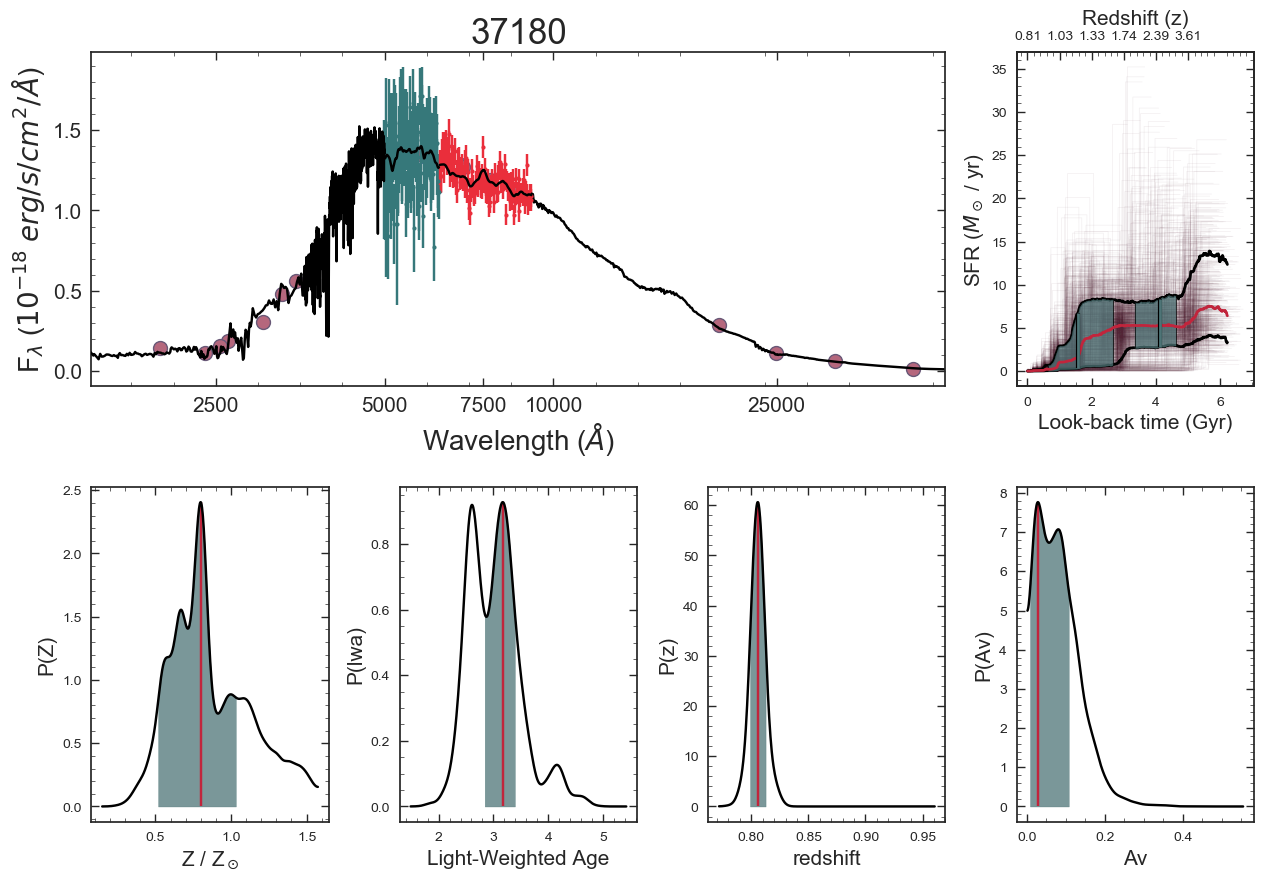 37180
F_λ (10^{-18} erg/s/cm^2/Å)
1.5
1.0
0.5
0.0
2500 5000 7500 10000 25000
Wavelength (Å)
Redshift (z)
0.81 1.03 1.33 1.74 2.39 3.61
SFR (M_⊙ / yr)
35
30
25
20
15
10
5
0
0 2 4 6
Look-back time (Gyr)
P(Z)
2.5
2.0
1.5
1.0
0.5
0.0
0.5 1.0 1.5
Z / Z_⊙
P(lwa)
0.8
0.6
0.4
0.2
0.0
2 3 4 5
Light-Weighted Age
P(z)
60
50
40
30
20
10
0
0.80 0.85 0.90 0.95
redshift
P(Av)
8
7
6
5
4
3
2
1
0
0.0 0.2 0.4
Av